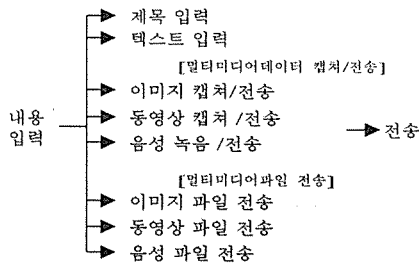 제목 입력
텍스트 입력
[멀티미디어데이터 캡쳐/전송]
이미지 캡쳐/전송
내용
입력
동영상 캡쳐 /전송
음성 녹음 /전송
전송
[멀티미디어파일 전송]
이미지 파일 전송
동영상 파일 전송
음성 파일 전송